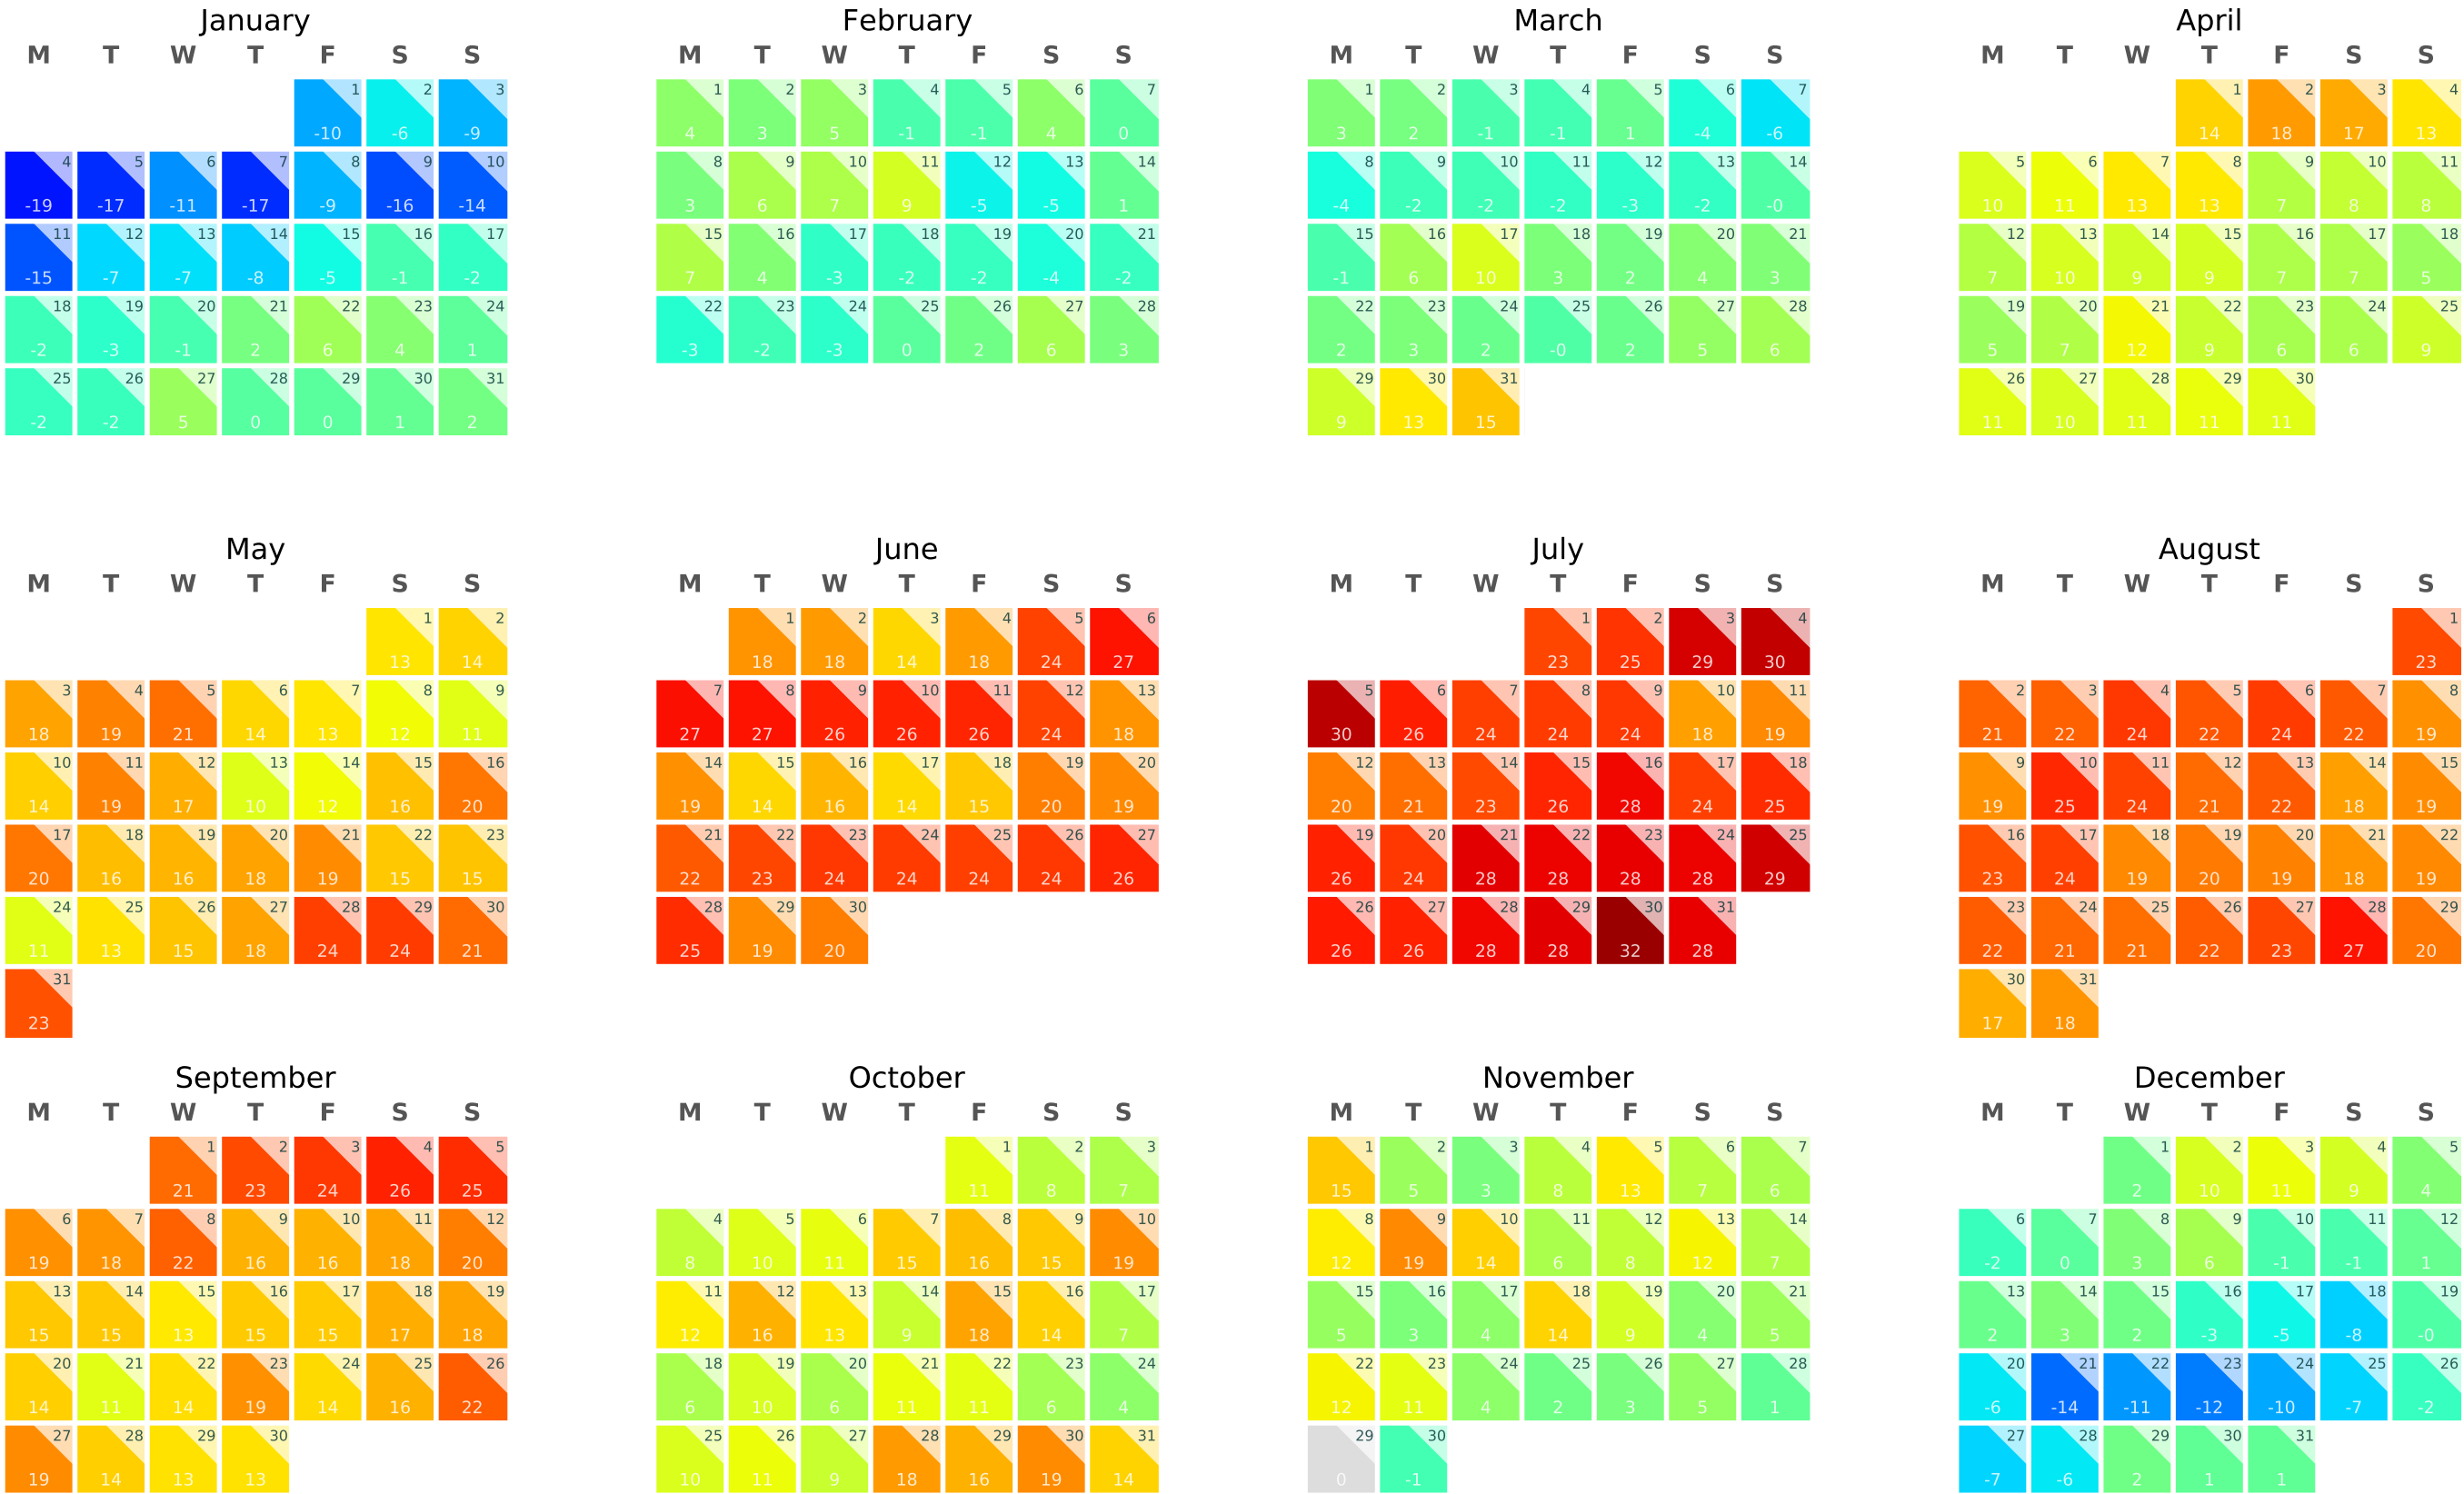 January February March April
M T W T F S S M T W T F S S M T W T F S S M T W T F S S
1 2 3 1 2 3 4 5 6 7 1 2 3 4 5 6 7 1 2 3 4
-10 -6 -9 4 3 5 -1 -1 4 0 3 2 -1 -1 1 -4 -6 14 18 17 13
4 5 6 7 8 9 10 8 9 10 11 12 13 14 8 9 10 11 12 13 14 5 6 7 8 9 10 11
-19 -17 -11 -17 -9 -16 -14 3 6 7 9 -5 -5 1 -4 -2 -2 -2 -3 -2 -0 10 11 13 13 7 8 8
11 12 13 14 15 16 17 15 16 17 18 19 20 21 15 16 17 18 19 20 21 12 13 14 15 16 17 18
-15 -7 -7 -8 -5 -1 -2 7 4 -3 -2 -2 -4 -2 -1 6 10 3 2 4 3 7 10 9 9 7 7 5
18 19 20 21 22 23 24 22 23 24 25 26 27 28 22 23 24 25 26 27 28 19 20 21 22 23 24 25
-2 -3 -1 2 6 4 1 -3 -2 -3 0 2 6 3 2 3 2 -0 2 5 6 5 7 12 9 6 6 9
25 26 27 28 29 30 31 29 30 31 26 27 28 29 30
-2 -2 5 0 0 1 2 9 13 15 11 10 11 11 11
May June July August
M T W T F S S M T W T F S S M T W T F S S M T W T F S S
1 2 1 2 3 4 5 6 1 2 3 4 1
13 14 18 18 14 18 24 27 23 25 29 30 23
3 4 5 6 7 8 9 7 8 9 10 11 12 13 5 6 7 8 9 10 11 2 3 4 5 6 7 8
18 19 21 14 13 12 11 27 27 26 26 26 24 18 30 26 24 24 24 18 19 21 22 24 22 24 22 19
10 11 12 13 14 15 16 14 15 16 17 18 19 20 12 13 14 15 16 17 18 9 10 11 12 13 14 15
14 19 17 10 12 16 20 19 14 16 14 15 20 19 20 21 23 26 28 24 25 19 25 24 21 22 18 19
17 18 19 20 21 22 23 21 22 23 24 25 26 27 19 20 21 22 23 24 25 16 17 18 19 20 21 22
20 16 16 18 19 15 15 22 23 24 24 24 24 26 26 24 28 28 28 28 29 23 24 19 20 19 18 19
24 25 26 27 28 29 30 28 29 30 26 27 28 29 30 31 23 24 25 26 27 28 29
11 13 15 18 24 24 21 25 19 20 26 26 28 28 32 28 22 21 21 22 23 27 20
31 30 31
23 17 18
September October November December
M T W T F S S M T W T F S S M T W T F S S M T W T F S S
1 2 3 4 5 1 2 3 1 2 3 4 5 6 7 1 2 3 4 5
21 23 24 26 25 11 8 7 15 5 3 8 13 7 6 2 10 11 9 4
6 7 8 9 10 11 12 4 5 6 7 8 9 10 8 9 10 11 12 13 14 6 7 8 9 10 11 12
19 18 22 16 16 18 20 8 10 11 15 16 15 19 12 19 14 6 8 12 7 -2 0 3 6 -1 -1 1
13 14 15 16 17 18 19 11 12 13 14 15 16 17 15 16 17 18 19 20 21 13 14 15 16 17 18 19
15 15 13 15 15 17 18 12 16 13 9 18 14 7 5 3 4 14 9 4 5 2 3 2 -3 -5 -8 -0
20 21 22 23 24 25 26 18 19 20 21 22 23 24 22 23 24 25 26 27 28 20 21 22 23 24 25 26
14 11 14 19 14 16 22 6 10 6 11 11 6 4 12 11 4 2 3 5 1 -6 -14 -11 -12 -10 -7 -2
27 28 29 30 25 26 27 28 29 30 31 29 30 27 28 29 30 31
19 14 13 13 10 11 9 18 16 19 14 0 -1 -7 -6 2 1 1